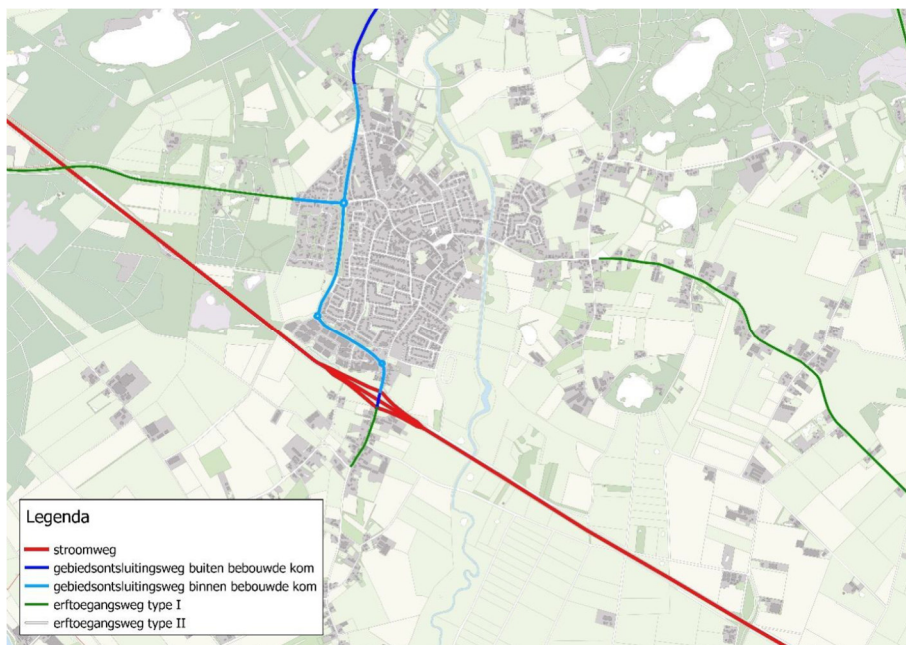 Legenda
stroomweg
gebiedsontsluitingsweg buiten bebouwde kom
gebiedsontsluitingsweg binnen bebouwde kom
erftoegangsweg type I
erftoegangsweg type II